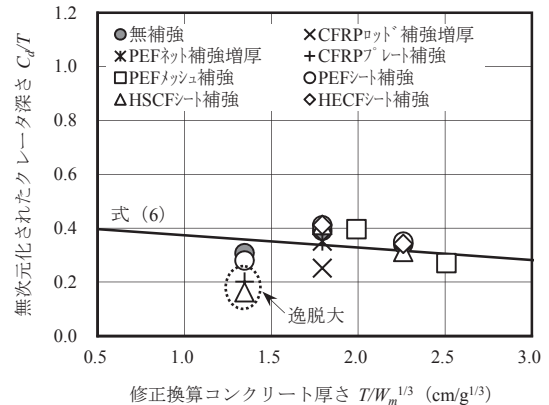 無次元化されたクレータ深さ Cd/T
1.2
1.0
0.8
0.6
0.4
0.2
0.0
無補強
CFRPロッド補強増厚
PEFネット補強増厚
CFRPプレート補強
PEFメッシュ補強
PEFシート補強
HSCFシート補強
HECFシート補強
式（6）
逸脱大
0.5 1.0 1.5 2.0 2.5 3.0
修正換算コンクリート厚さ T/Wm1/3（cm/g1/3）